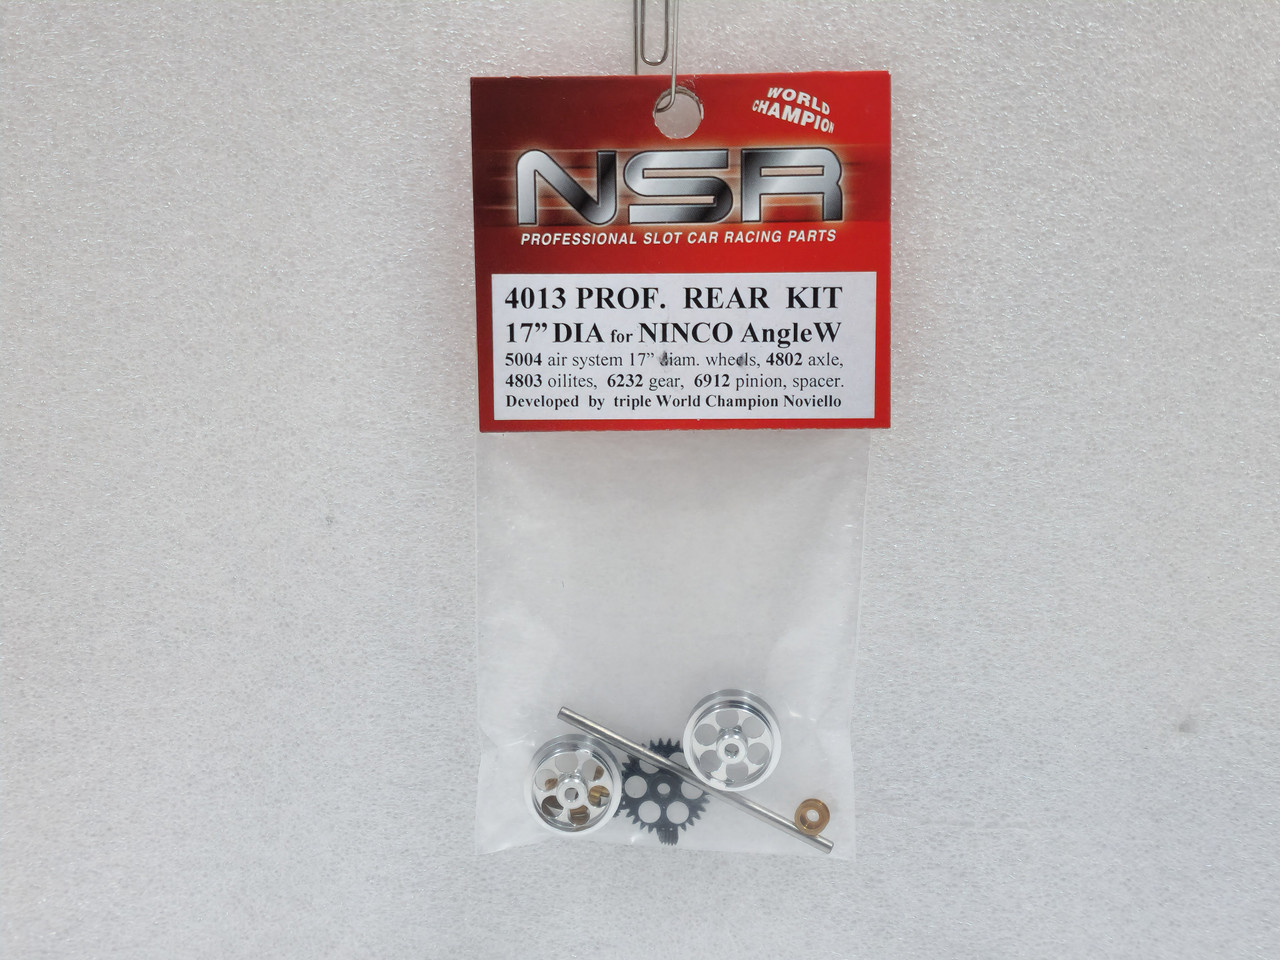 WORLD
CHAMPION
NSR
PROFESSIONAL SLOT CAR RACING PARTS
4013 PROF. REAR KIT
17” DIA for NINCO AngleW
5004 air system 17” diam. wheels, 4802 axle,
4803 oilites, 6232 gear, 6912 pinion, spacer.
Developed by triple World Champion Noviello